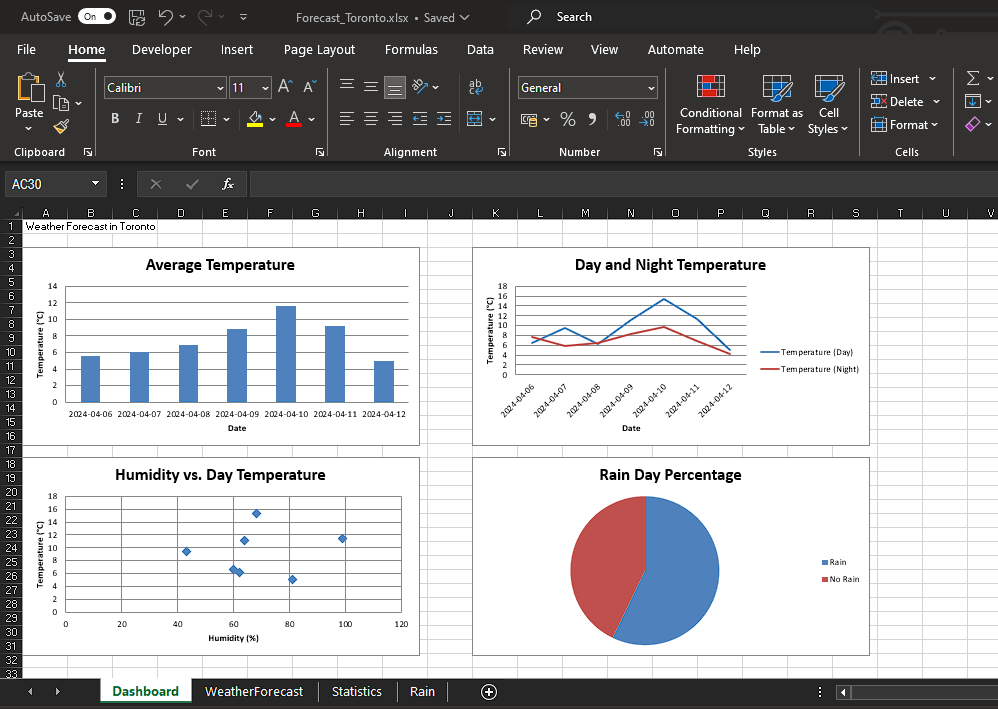 AutoSave On Forecast_Toronto.xlsx • Saved Search
File Home Developer Insert Page Layout Formulas Data Review View Automate Help
Paste
Calibri 11
B I U A
General
Conditional Formatting
Format as Table
Cell Styles
Insert
Delete
Format
Clipboard Font Alignment Number Styles Cells
AC30 fx
A B C D E F G H I J K L M N O P Q R S T U V
1 Weather Forecast in Toronto
2
3
4
5
6
7
8
9
10
11
12
13
14
15
16
17
18
19
20
21
22
23
24
25
26
27
28
29
30
31
32
33
Average Temperature
Temperature (°C)
14
12
10
8
6
4
2
0
2024-04-06 2024-04-07 2024-04-08 2024-04-09 2024-04-10 2024-04-11 2024-04-12
Date
Day and Night Temperature
Temperature (°C)
18
16
14
12
10
8
6
4
2
0
2024-04-06 2024-04-07 2024-04-08 2024-04-09 2024-04-10 2024-04-11 2024-04-12
Date
Temperature (Day)
Temperature (Night)
Humidity vs. Day Temperature
Temperature (°C)
18
16
14
12
10
8
6
4
2
0
0 20 40 60 80 100 120
Humidity (%)
Rain Day Percentage
Rain
No Rain
Dashboard WeatherForecast Statistics Rain